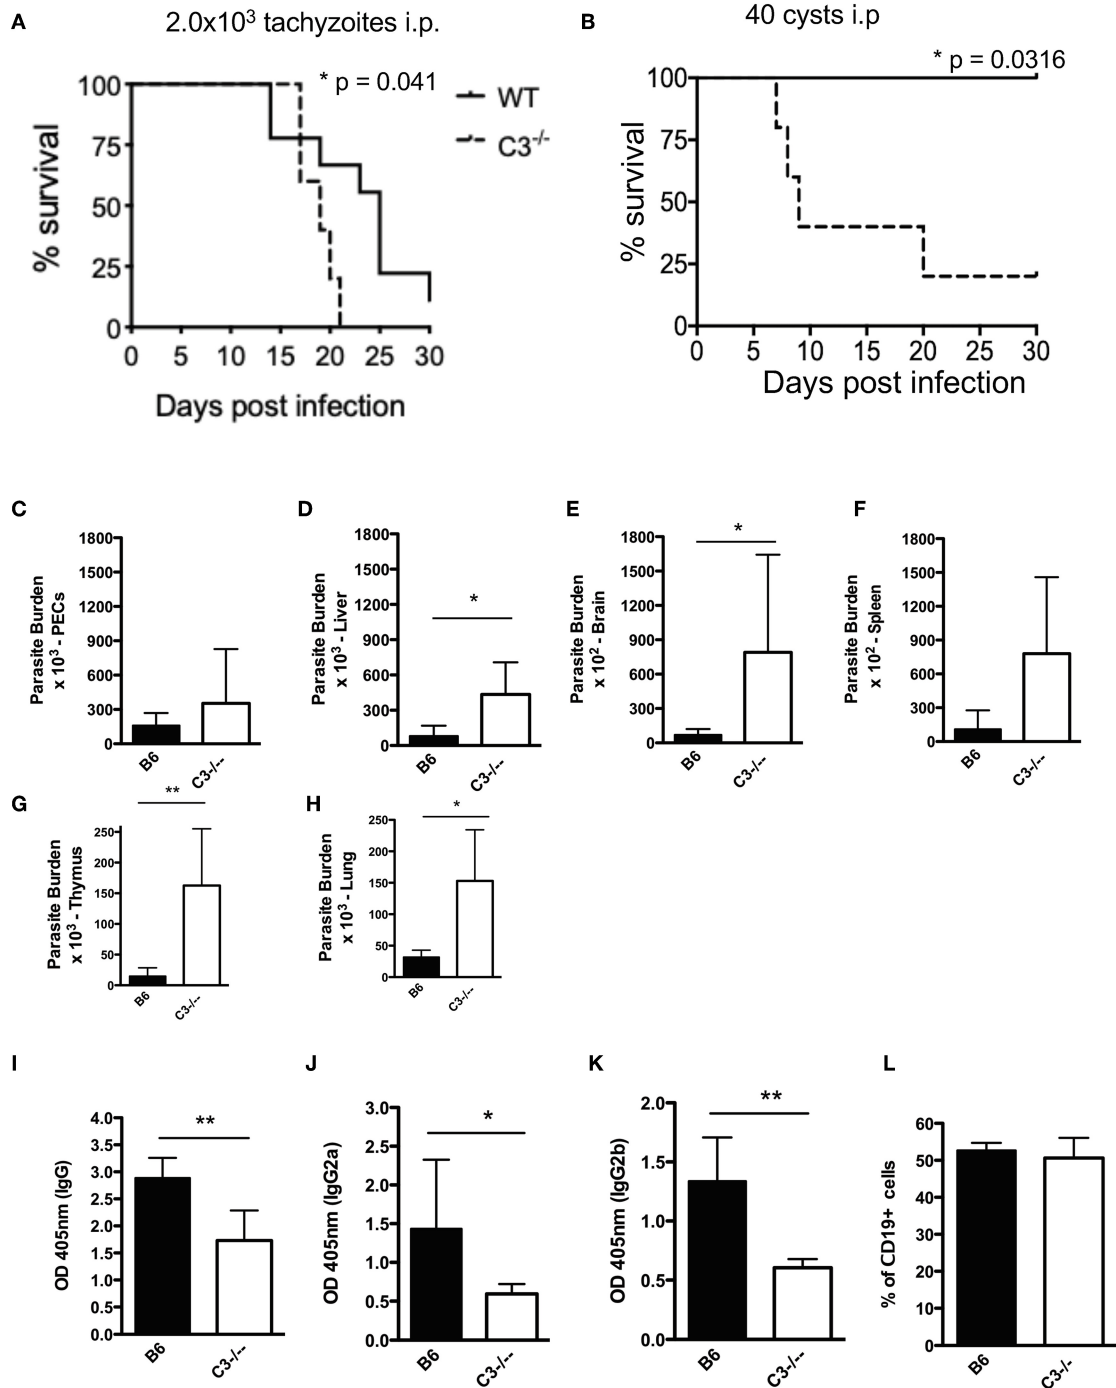 A
2.0x10³ tachyzoites i.p.
* p = 0.041
WT
C3-/-
% survival
100
75
50
25
0
0 5 10 15 20 25 30
Days post infection
B
40 cysts i.p
* p = 0.0316
% survival
100
75
50
25
0
0 5 10 15 20 25 30
Days post infection
C
Parasite Burden
x 10³ - PECs
1800
1500
1200
900
600
300
0
B6
C3-/--
D
Parasite Burden
x 10³ - Liver
1800
1500
1200
900
600
300
0
*
B6
C3-/--
E
Parasite Burden
x 10² - Brain
1800
1500
1200
900
600
300
0
*
B6
C3-/--
F
Parasite Burden
x 10² - Spleen
1800
1500
1200
900
600
300
0
B6
C3-/--
G
Parasite Burden
x 10³ - Thymus
**
250
200
150
100
50
0
B6
C3-/--
H
Parasite Burden
x 10³ - Lung
*
250
200
150
100
50
0
B6
C3-/--
I
OD 405nm (IgG)
4.0
3.5
3.0
2.5
2.0
1.5
1.0
0.5
0.0
**
B6
C3-/--
J
OD 405nm (IgG2a)
3.0
2.5
2.0
1.5
1.0
0.5
0.0
*
B6
C3-/--
K
OD 405nm (IgG2b)
2.0
1.5
1.0
0.5
0.0
**
B6
C3-/--
L
% of CD19+ cells
60
50
40
30
20
10
0
B6
C3-/-